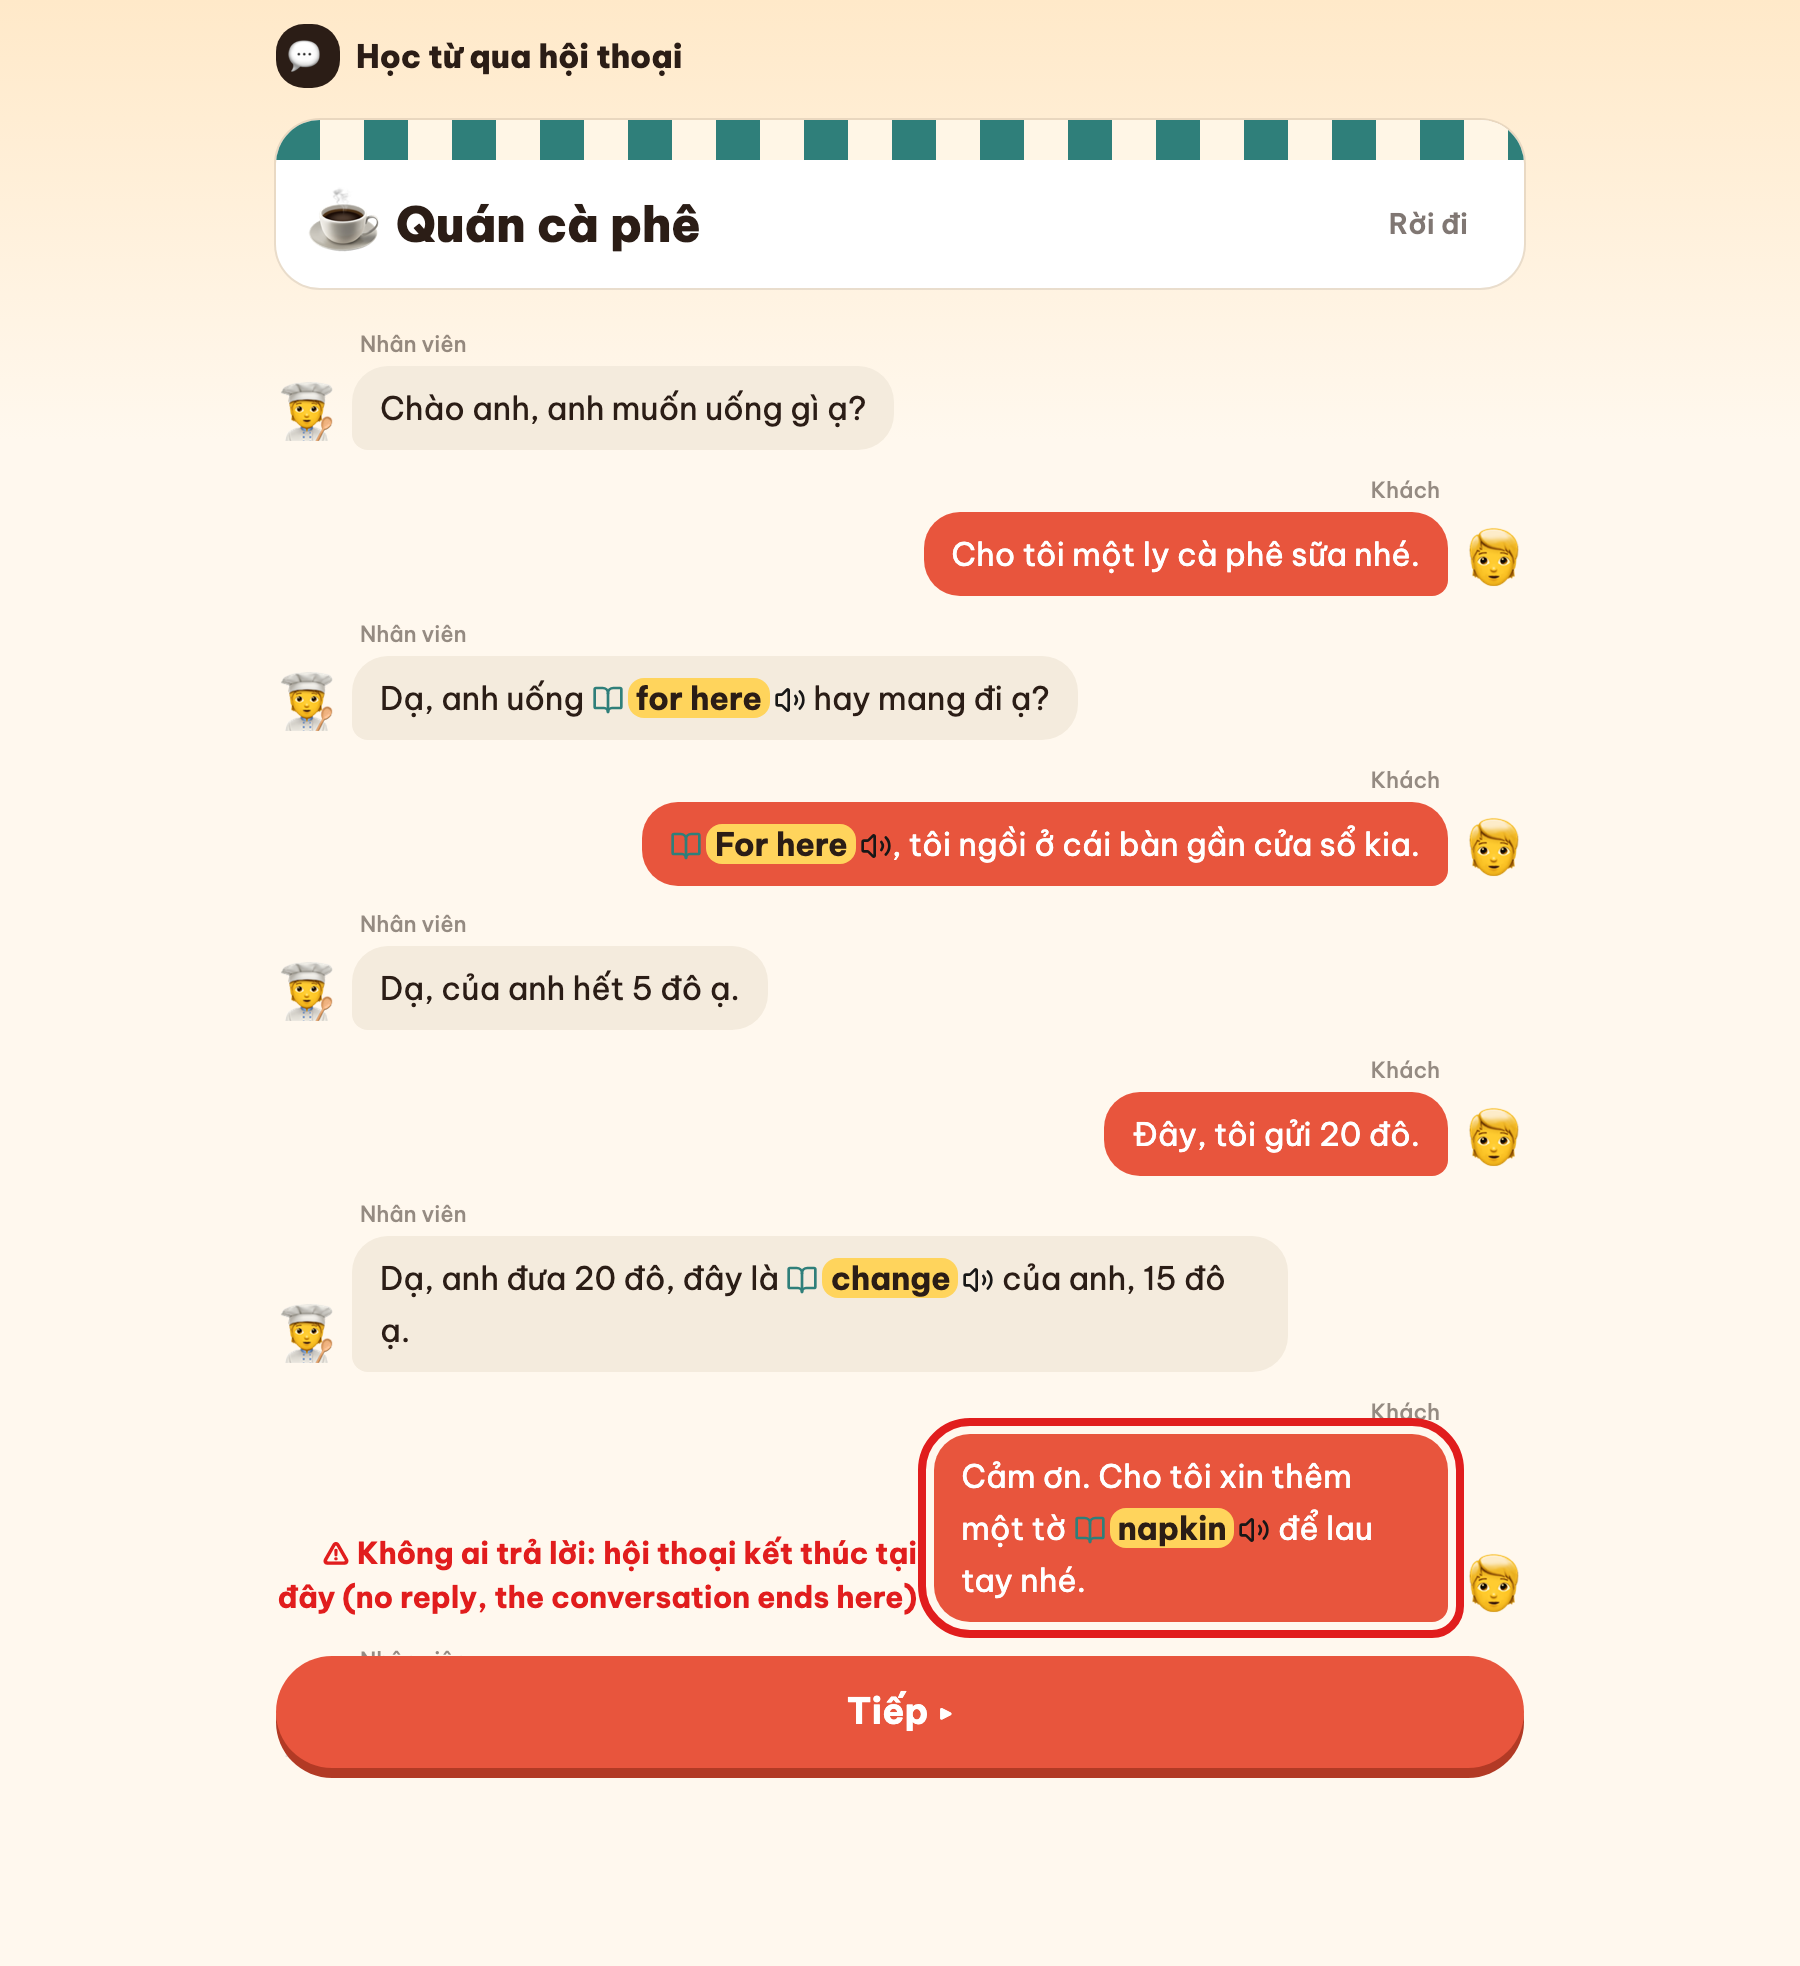 Học từ qua hội thoại
Quán cà phê
Rời đi
Nhân viên
Chào anh, anh muốn uống gì ạ?
Khách
Cho tôi một ly cà phê sữa nhé.
Nhân viên
Dạ, anh uống for here hay mang đi ạ?
Khách
For here, tôi ngồi ở cái bàn gần cửa sổ kia.
Nhân viên
Dạ, của anh hết 5 đô ạ.
Khách
Đây, tôi gửi 20 đô.
Nhân viên
Dạ, anh đưa 20 đô, đây là change của anh, 15 đô
ạ.
Khách
Cảm ơn. Cho tôi xin thêm
một tờ napkin để lau
tay nhé.
⚠ Không ai trả lời: hội thoại kết thúc tại
đây (no reply, the conversation ends here)
Tiếp ▸